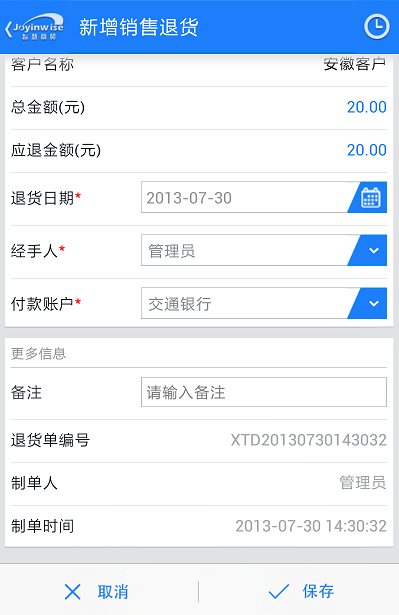 Joyinwise
智慧商贸
新增销售退货
客户名称 安徽客户
总金额(元) 20.00
应退金额(元) 20.00
退货日期* 2013-07-30
经手人* 管理员
付款账户* 交通银行
更多信息
备注 请输入备注
退货单编号 XTD20130730143032
制单人 管理员
制单时间 2013-07-30 14:30:32
取消 保存